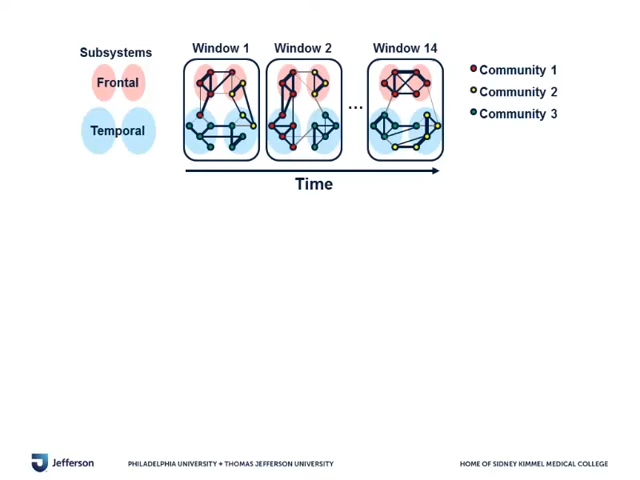 Subsystems
Frontal
Temporal
Window 1
Window 2
...
Window 14
Time
Community 1
Community 2
Community 3
Jefferson
PHILADELPHIA UNIVERSITY + THOMAS JEFFERSON UNIVERSITY
HOME OF SIDNEY KIMMEL MEDICAL COLLEGE